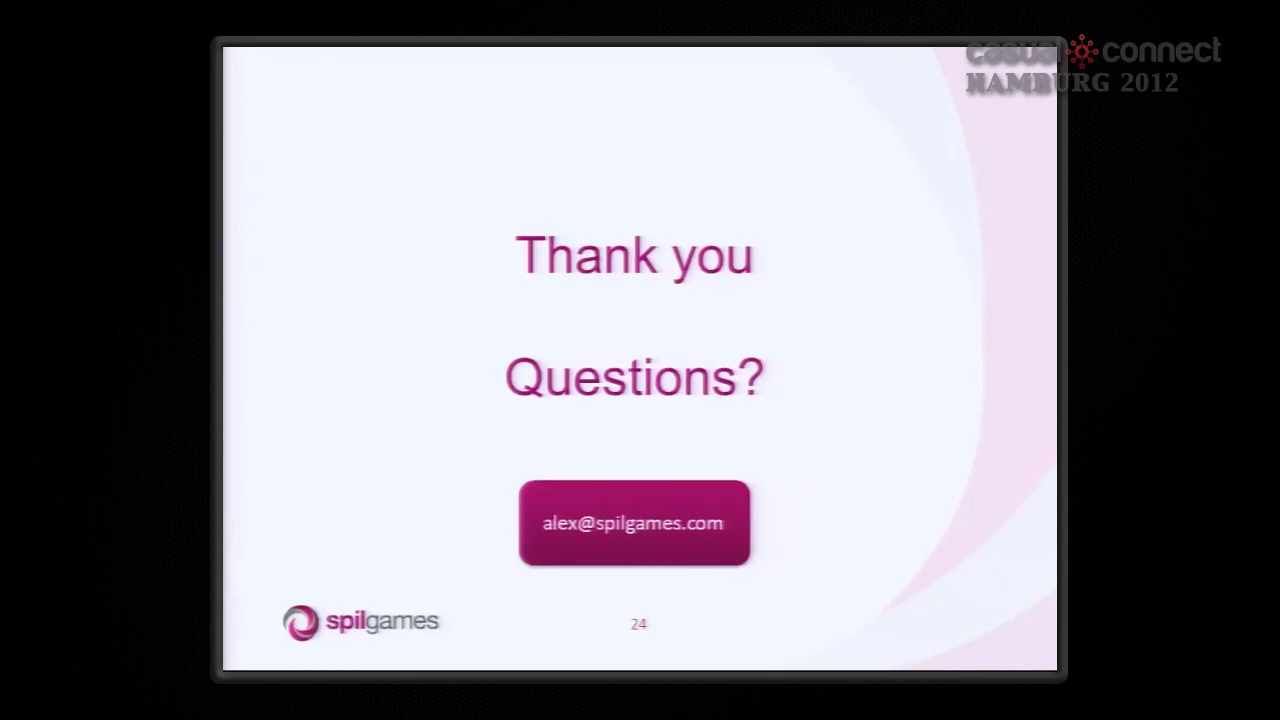 casual connect
HAMBURG 2012
Thank you
Questions?
alex@spilgames.com
spilgames
24